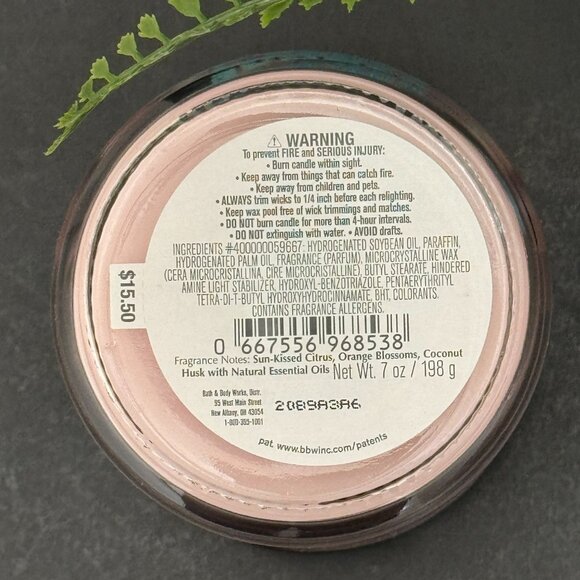 ⚠ WARNING
To prevent FIRE and SERIOUS INJURY:
• Burn candle within sight.
• Keep away from things that can catch fire.
• Keep away from children and pets.
• ALWAYS trim wicks to 1/4 inch before each relighting.
• Keep wax pool free of wick trimmings and matches.
• DO NOT burn candle for more than 4-hour intervals.
• DO NOT extinguish with water. • AVOID drafts.
INGREDIENTS #400000059667: HYDROGENATED SOYBEAN OIL, PARAFFIN,
HYDROGENATED PALM OIL, FRAGRANCE (PARFUM), MICROCRYSTALLINE WAX
(CERA MICROCRISTALLINA, CIRE MICROCRISTALLINE), BUTYL STEARATE, HINDERED
AMINE LIGHT STABILIZER, HYDROXYL-BENZOTRIAZOLE, PENTAERYTHRITYL
TETRA-DI-T-BUTYL HYDROXYHYDROCINNAMATE, BHT, COLORANTS.
CONTAINS FRAGRANCE ALLERGENS.
$15.50
0 667556 968538
Fragrance Notes: Sun-Kissed Citrus, Orange Blossoms, Coconut
Husk with Natural Essential Oils Net Wt. 7 oz / 198 g
Bath & Body Works, Distr.
95 West Main Street
New Albany, OH 43054
1-800-395-1001
2089A3A6
pat. www.bbwinc.com/patents